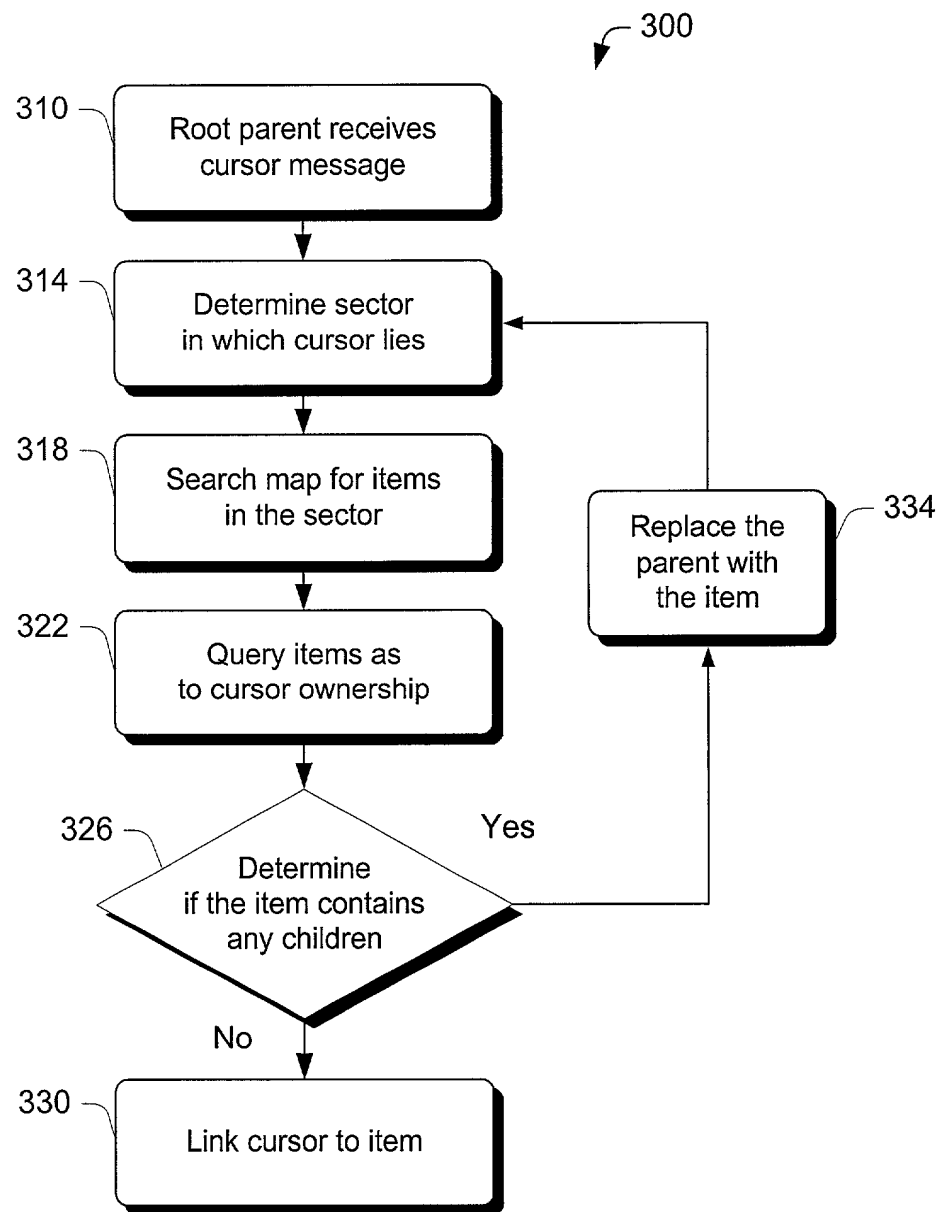 300
310
Root parent receives
cursor message
314
Determine sector
in which cursor lies
318
Search map for items
in the sector
334
Replace the
parent with
the item
322
Query items as
to cursor ownership
326
Yes
Determine
if the item contains
any children
No
330
Link cursor to item